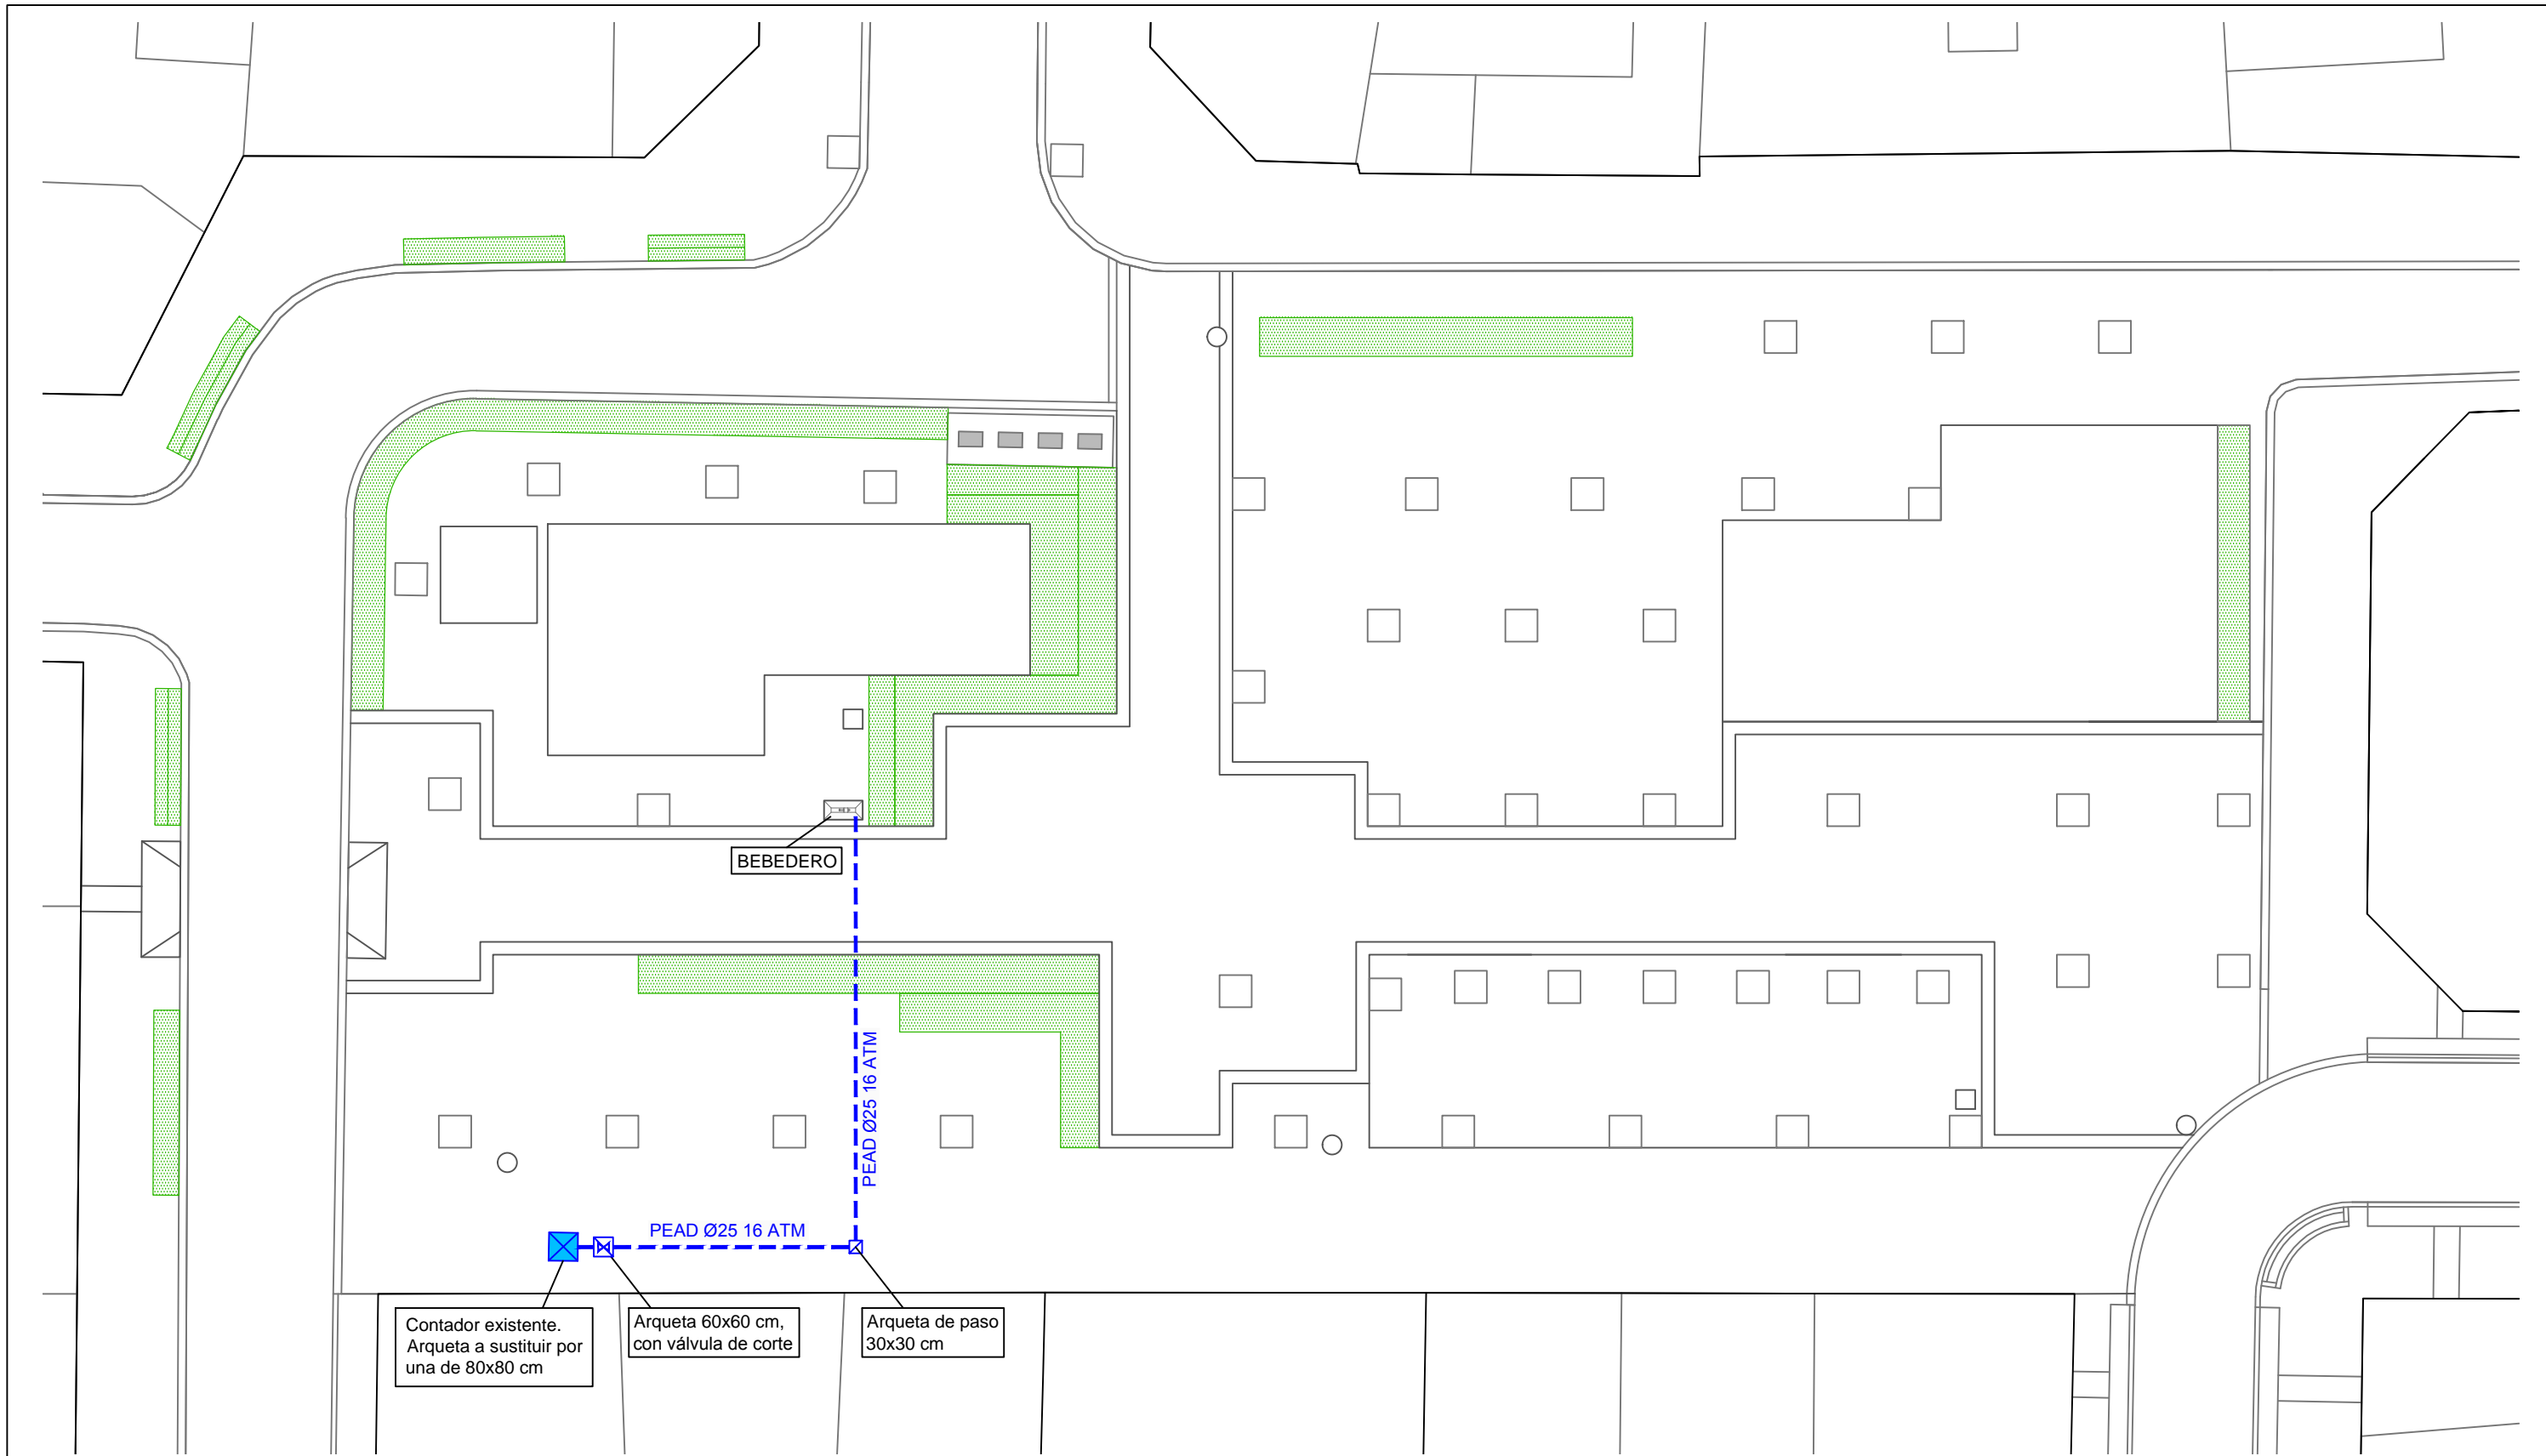 BEBEDERO
PEAD Ø25 16 ATM
PEAD Ø25 16 ATM
Contador existente.
Arqueta a sustituir por
una de 80x80 cm
Arqueta 60x60 cm,
con válvula de corte
Arqueta de paso
30x30 cm